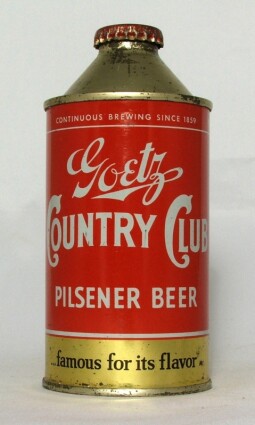 CONTINUOUS BREWING SINCE 1859
Goetz
COUNTRY CLUB
PILSENER BEER
...famous for its flavor"